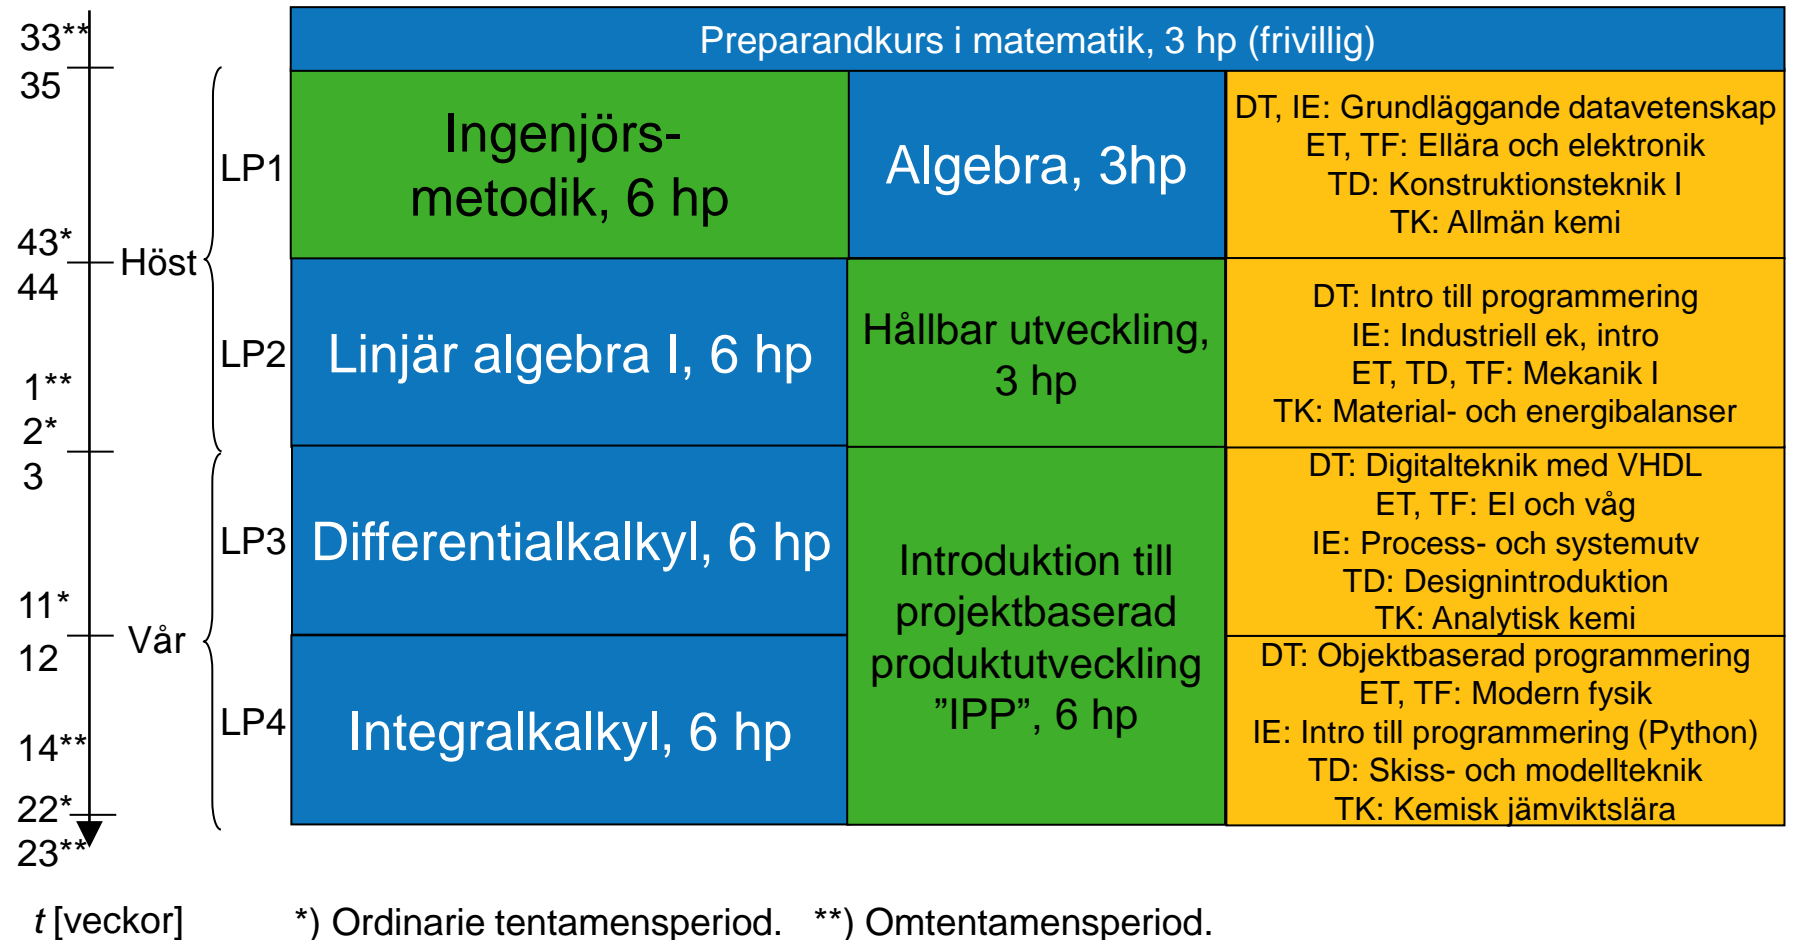 33**
35
43*
44
1**
2*
3
11*
12
14**
22*
23**
t [veckor]
Höst
Vår
LP1
LP2
LP3
LP4
Preparandkurs i matematik, 3 hp (frivillig)
Ingenjörs-
metodik, 6 hp
Algebra, 3hp
DT, IE: Grundläggande datavetenskap
ET, TF: Ellära och elektronik
TD: Konstruktionsteknik I
TK: Allmän kemi
Linjär algebra I, 6 hp
Hållbar utveckling,
3 hp
DT: Intro till programmering
IE: Industriell ek, intro
ET, TD, TF: Mekanik I
TK: Material- och energibalanser
Differentialkalkyl, 6 hp
Introduktion till
projektbaserad
produktutveckling
”IPP”, 6 hp
DT: Digitalteknik med VHDL
ET, TF: El och våg
IE: Process- och systemutv
TD: Designintroduktion
TK: Analytisk kemi
Integralkalkyl, 6 hp
DT: Objektbaserad programmering
ET, TF: Modern fysik
IE: Intro till programmering (Python)
TD: Skiss- och modellteknik
TK: Kemisk jämviktslära
*) Ordinarie tentamensperiod. **) Omtentamensperiod.